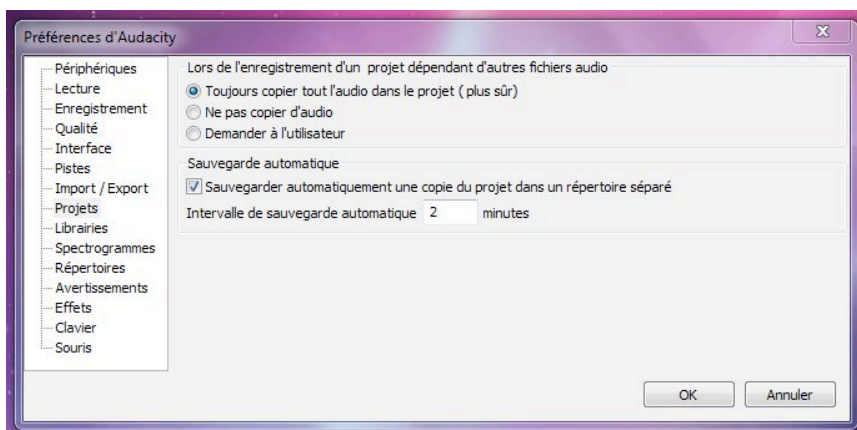 Préférences d'Audacity
Périphériques
Lecture
Enregistrement
Qualité
Interface
Pistes
Import / Export
Projets
Librairies
Spectrogrammes
Répertoires
Avertissements
Effets
Clavier
Souris
Lors de l'enregistrement d'un projet dépendant d'autres fichiers audio
Toujours copier tout l'audio dans le projet ( plus sûr)
Ne pas copier d'audio
Demander à l'utilisateur
Sauvegarde automatique
Sauvegarder automatiquement une copie du projet dans un répertoire séparé
Intervalle de sauvegarde automatique 2 minutes
OK Annuler